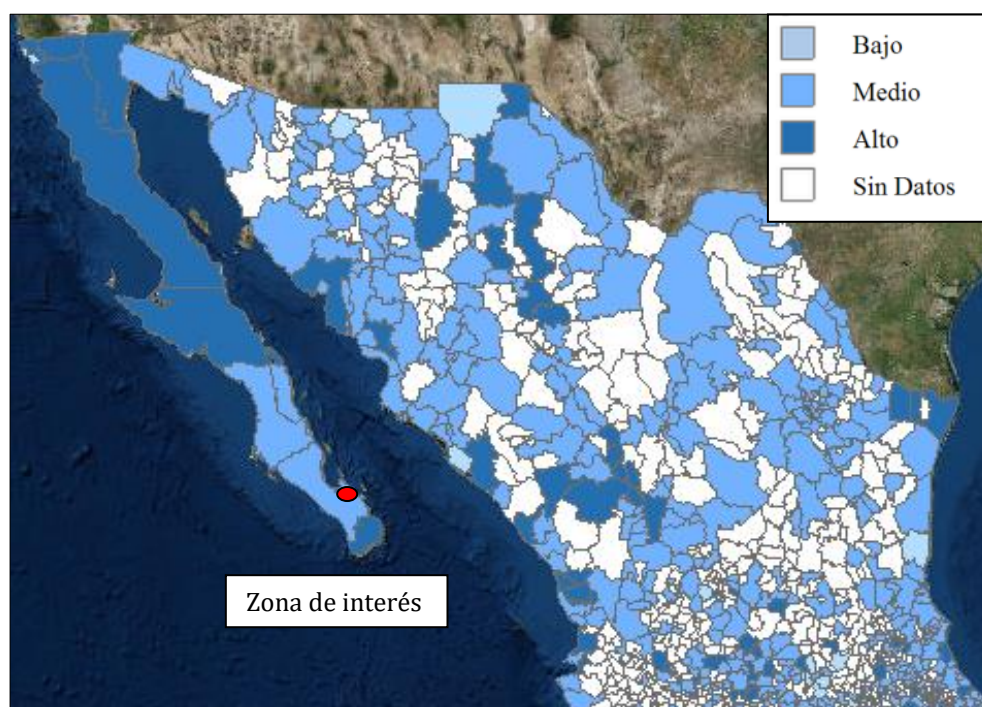 Bajo
Medio
Alto
Sin Datos
Zona de interés